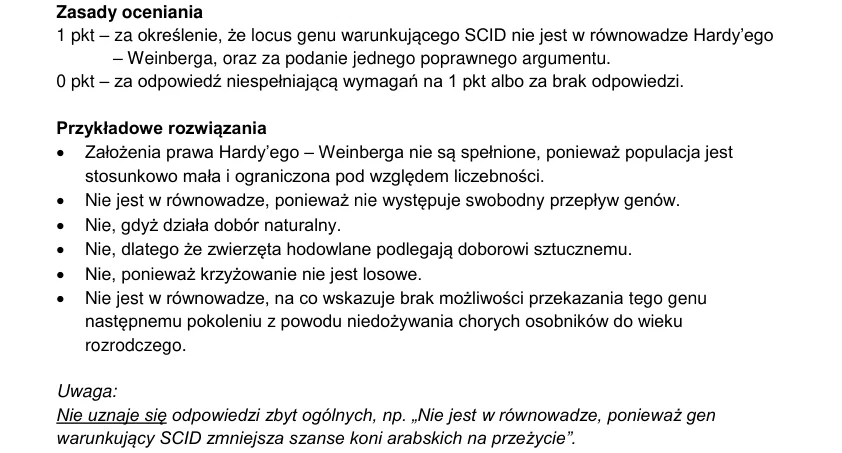 Zasady oceniania
1 pkt – za określenie, że locus genu warunkującego SCID nie jest w równowadze Hardy’ego
– Weinberga, oraz za podanie jednego poprawnego argumentu.
0 pkt – za odpowiedź niespełniającą wymagań na 1 pkt albo za brak odpowiedzi.
Przykładowe rozwiązania
• Założenia prawa Hardy’ego – Weinberga nie są spełnione, ponieważ populacja jest
stosunkowo mała i ograniczona pod względem liczebności.
• Nie jest w równowadze, ponieważ nie występuje swobodny przepływ genów.
• Nie, gdyż działa dobór naturalny.
• Nie, dlatego że zwierzęta hodowlane podlegają doborowi sztucznemu.
• Nie, ponieważ krzyżowanie nie jest losowe.
• Nie jest w równowadze, na co wskazuje brak możliwości przekazania tego genu
następnemu pokoleniu z powodu niedożywania chorych osobników do wieku
rozrodczego.
Uwaga:
Nie uznaje się odpowiedzi zbyt ogólnych, np. „Nie jest w równowadze, ponieważ gen
warunkujący SCID zmniejsza szanse koni arabskich na przeżycie”.